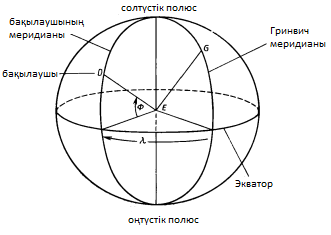 солтүстік полюс
бақылаушының
меридианы
Гринвич
меридианы
G
бақылаушы
O
Φ
E
λ
Экватор
оңтүстік полюс